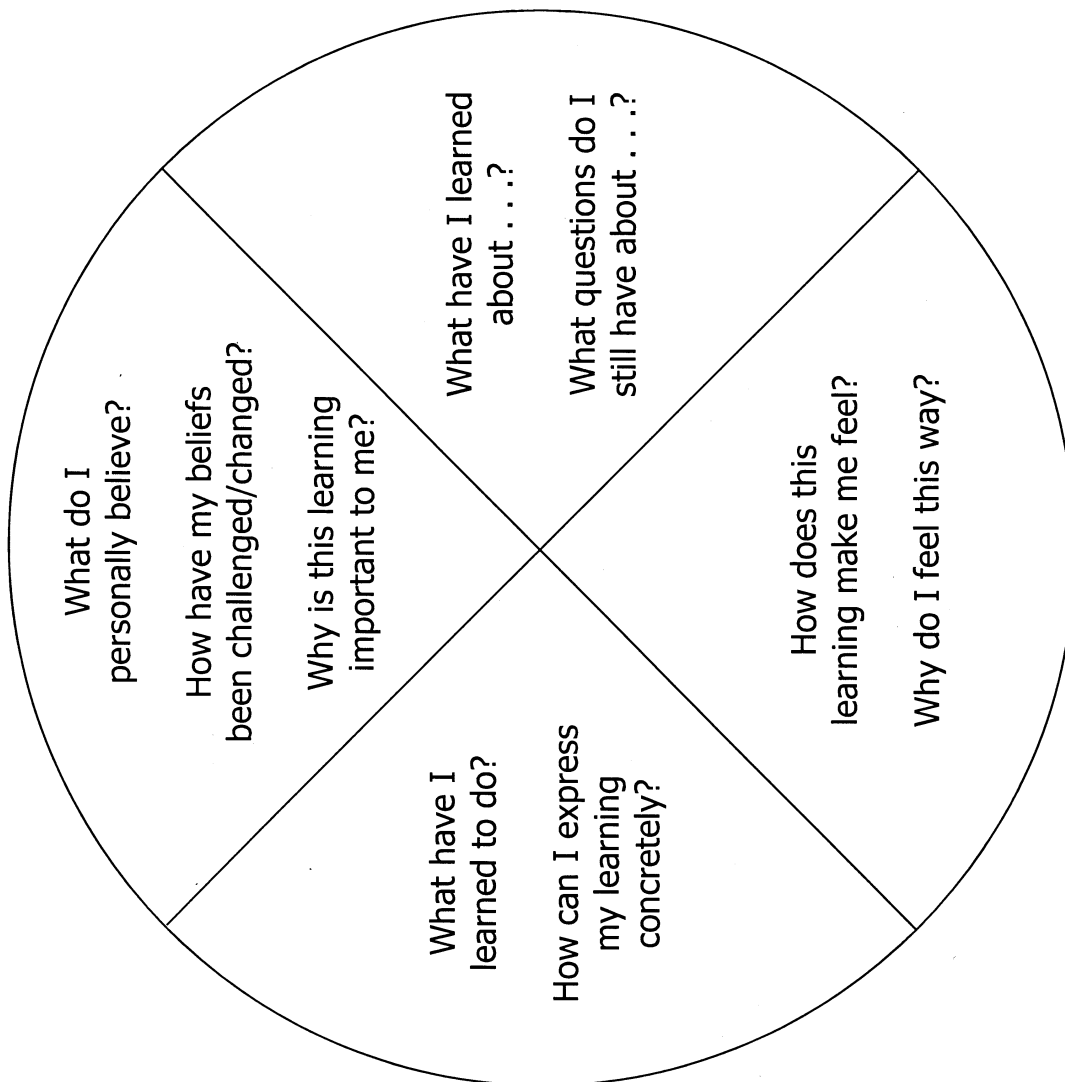 What do I
personally believe?
How have my beliefs
been challenged/changed?
Why is this learning
important to me?
What have I learned
about . . .?
What questions do I
still have about . . .?
How does this
learning make me feel?
Why do I feel this way?
What have I
learned to do?
How can I express
my learning
concretely?